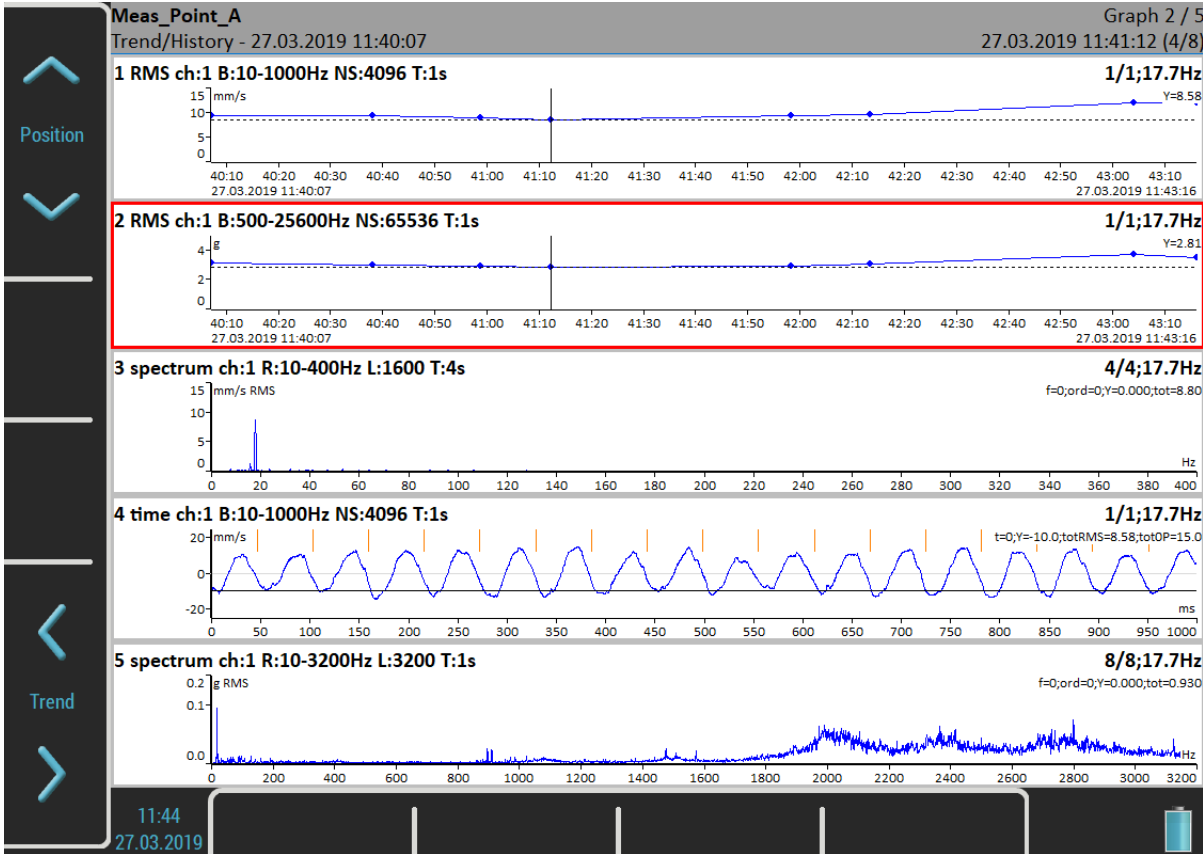 Meas_Point_A Graph 2 / 5
Trend/History - 27.03.2019 11:40:07 27.03.2019 11:41:12 (4/8)
Position
1 RMS ch:1 B:10-1000Hz NS:4096 T:1s 1/1;17.7Hz
15 mm/s Y=8.58
10
5
0
40:10 40:20 40:30 40:40 40:50 41:00 41:10 41:20 41:30 41:40 41:50 42:00 42:10 42:20 42:30 42:40 42:50 43:00 43:10
27.03.2019 11:40:07 27.03.2019 11:43:16
2 RMS ch:1 B:500-25600Hz NS:65536 T:1s 1/1;17.7Hz
g Y=2.81
4
2
0
40:10 40:20 40:30 40:40 40:50 41:00 41:10 41:20 41:30 41:40 41:50 42:00 42:10 42:20 42:30 42:40 42:50 43:00 43:10
27.03.2019 11:40:07 27.03.2019 11:43:16
3 spectrum ch:1 R:10-400Hz L:1600 T:4s 4/4;17.7Hz
15 mm/s RMS f=0;ord=0;Y=0.000;tot=8.80
10
5
0 Hz
0 20 40 60 80 100 120 140 160 180 200 220 240 260 280 300 320 340 360 380 400
4 time ch:1 B:10-1000Hz NS:4096 T:1s 1/1;17.7Hz
20 mm/s t=0;Y=-10.0;totRMS=8.58;tot0P=15.0
0
-20 ms
0 50 100 150 200 250 300 350 400 450 500 550 600 650 700 750 800 850 900 950 1000
5 spectrum ch:1 R:10-3200Hz L:3200 T:1s 8/8;17.7Hz
0.2 g RMS f=0;ord=0;Y=0.000;tot=0.930
0.1
0.0 Hz
0 200 400 600 800 1000 1200 1400 1600 1800 2000 2200 2400 2600 2800 3000 3200
Trend
11:44
27.03.2019